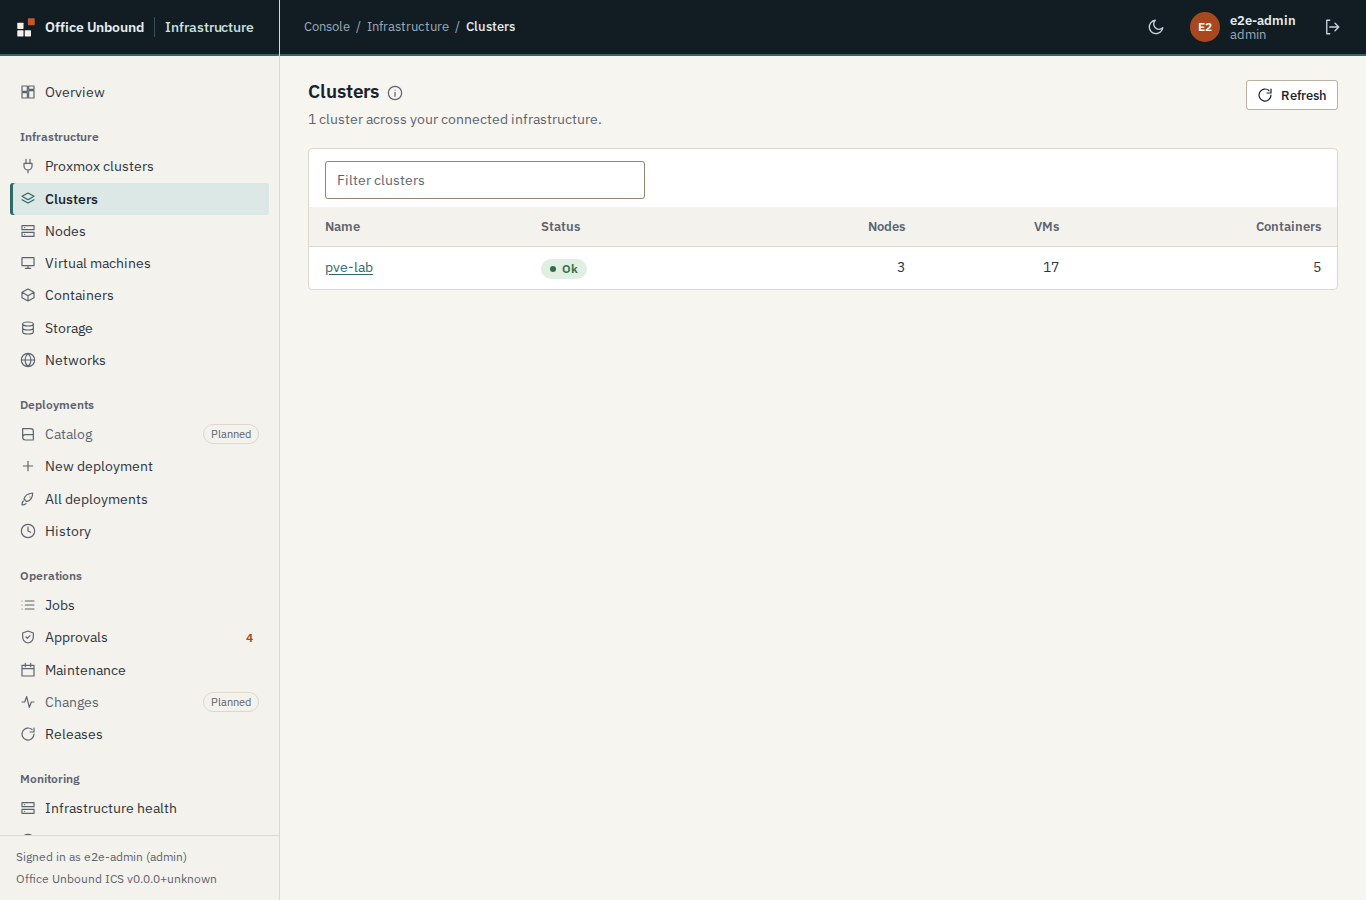 Office Unbound Infrastructure
Console / Infrastructure / Clusters
E2 e2e-admin
admin
Overview
Infrastructure
Proxmox clusters
Clusters
Nodes
Virtual machines
Containers
Storage
Networks
Deployments
Catalog Planned
New deployment
All deployments
History
Operations
Jobs
Approvals 4
Maintenance
Changes Planned
Releases
Monitoring
Infrastructure health
Signed in as e2e-admin (admin)
Office Unbound ICS v0.0.0+unknown
Clusters
Refresh
1 cluster across your connected infrastructure.
Filter clusters
Name Status Nodes VMs Containers
pve-lab Ok 3 17 5